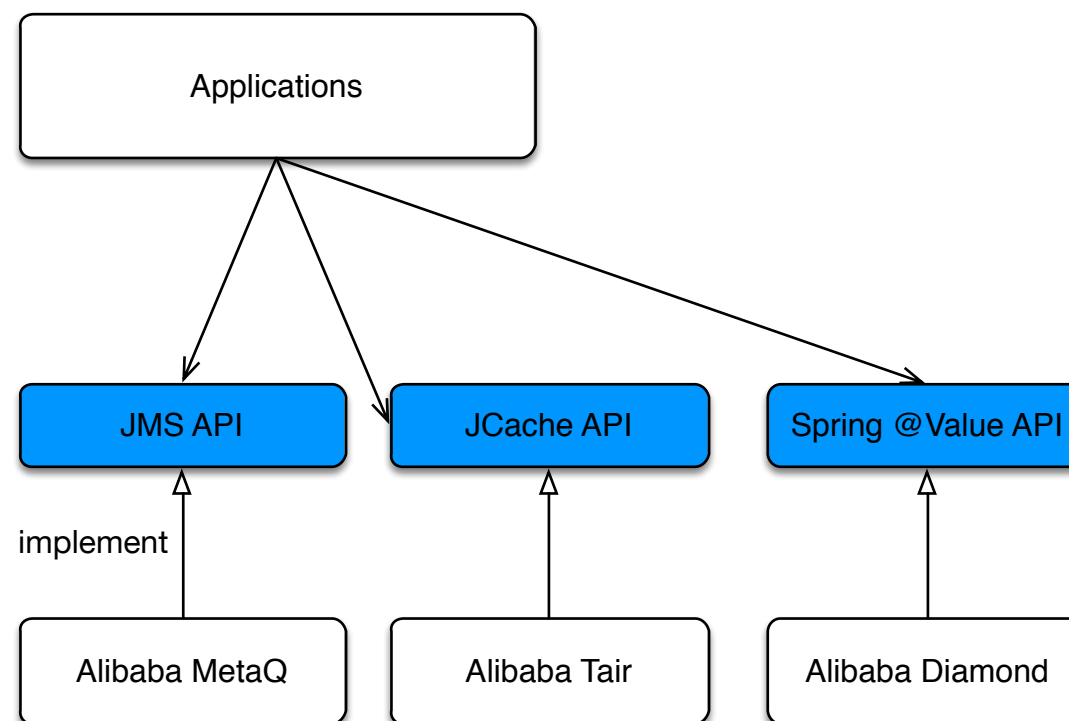 Applications
JMS API
JCache API
Spring @Value API
implement
Alibaba MetaQ
Alibaba Tair
Alibaba Diamond